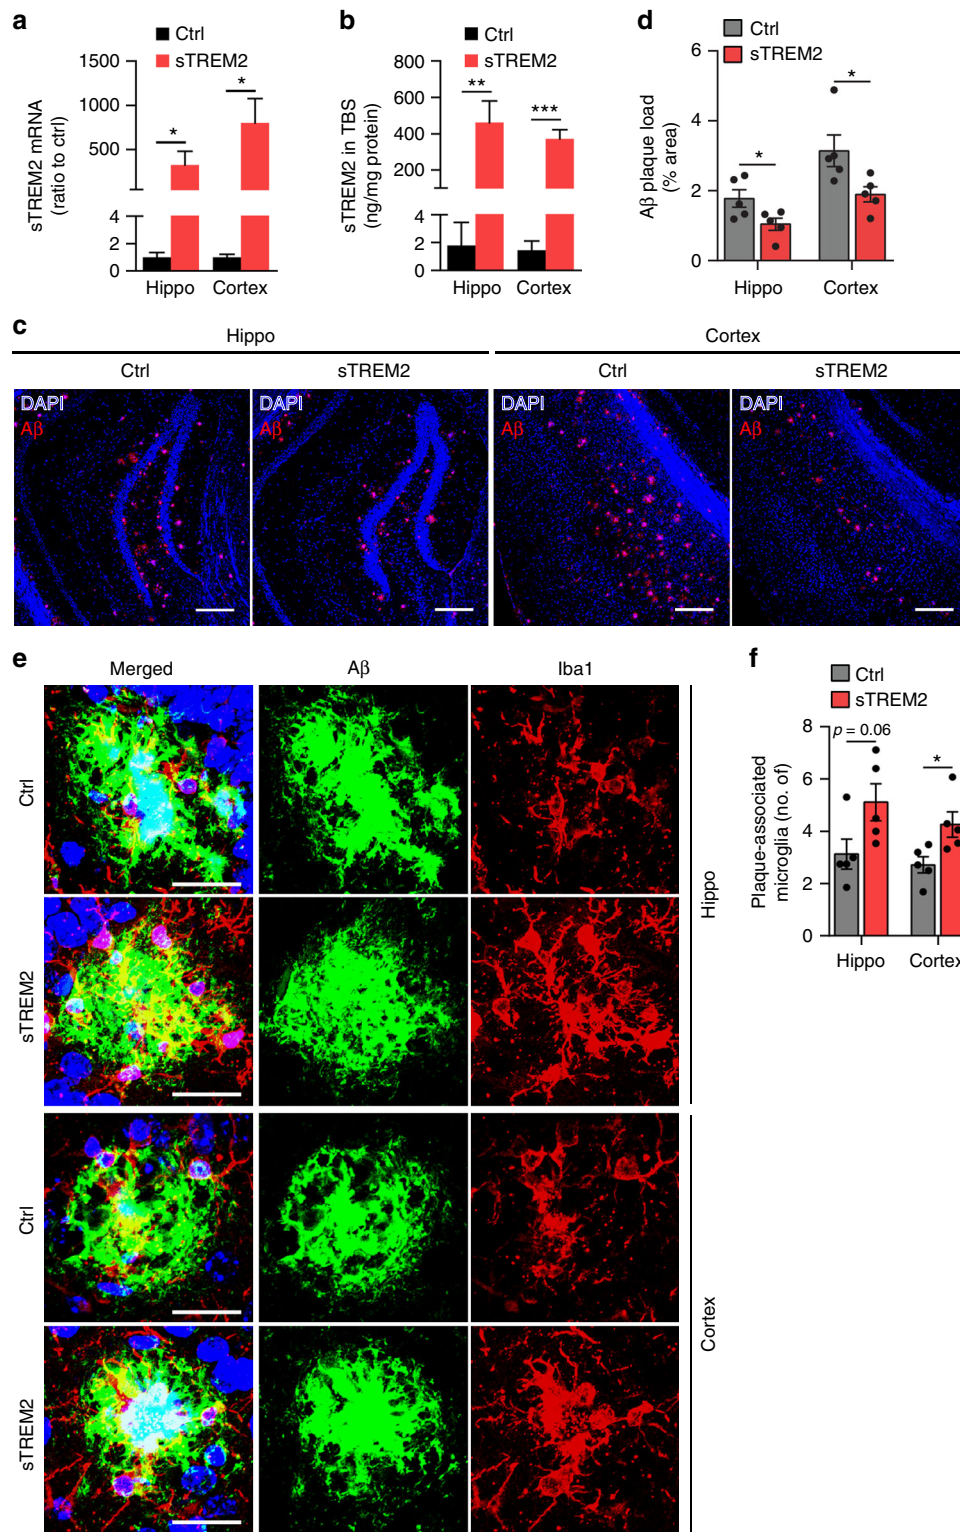 a
Ctrl
sTREM2
sTREM2 mRNA
(ratio to ctrl)
1500
1000
500
4
2
0
*
*
Hippo
Cortex
b
Ctrl
sTREM2
sTREM2 in TBS
(ng/mg protein)
800
600
400
200
4
2
0
**
***
Hippo
Cortex
d
Ctrl
sTREM2
Aβ plaque load
(% area)
6
4
2
0
*
*
Hippo
Cortex
c
Hippo
Cortex
Ctrl
sTREM2
Ctrl
sTREM2
DAPI
Aβ
DAPI
Aβ
DAPI
Aβ
DAPI
Aβ
e
Merged
Aβ
Iba1
Ctrl
sTREM2
Hippo
Ctrl
sTREM2
Cortex
f
Ctrl
sTREM2
Plaque-associated
microglia (no. of)
8
6
4
2
0
p = 0.06
*
Hippo
Cortex